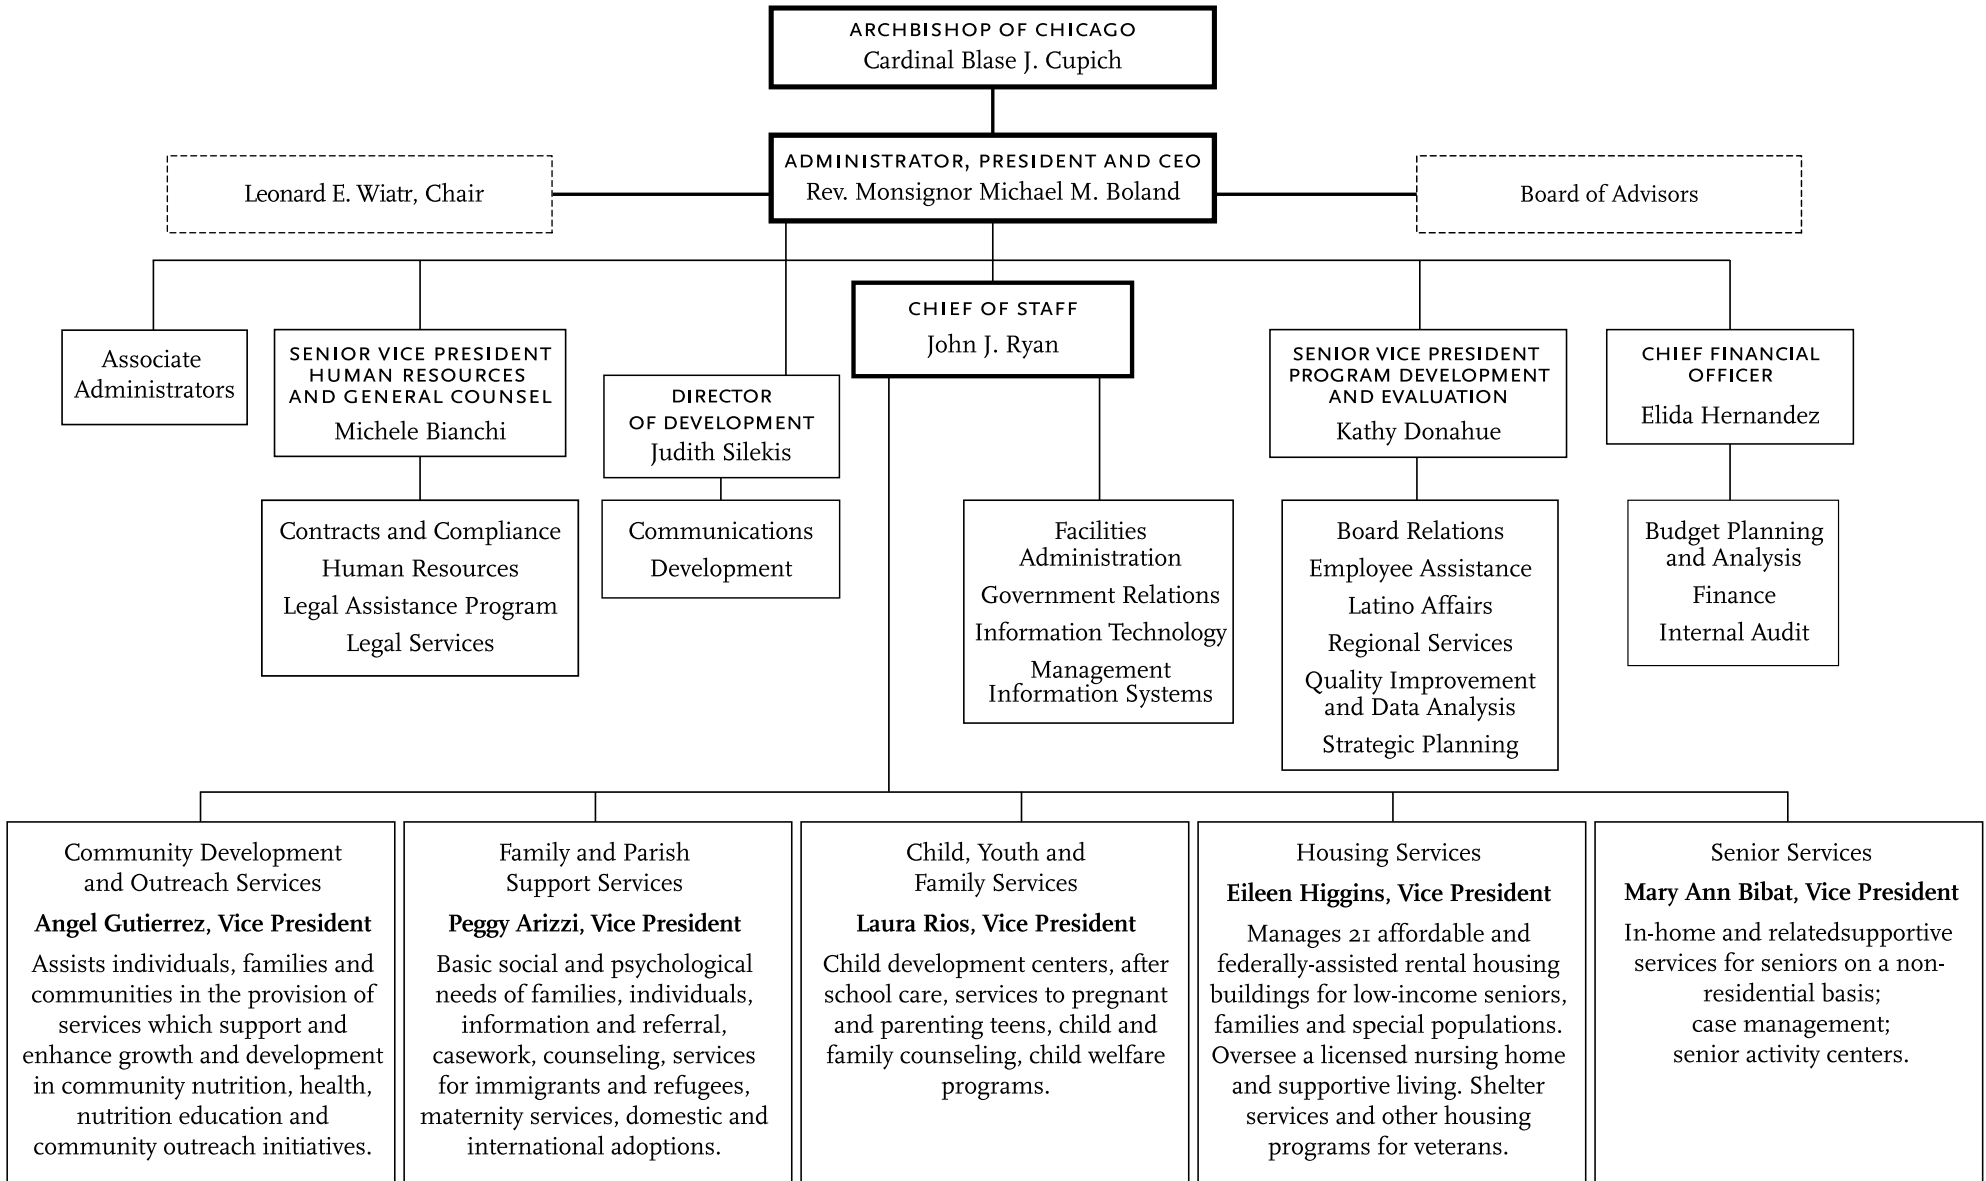 ARCHBISHOP OF CHICAGO
Cardinal Blase J. Cupich
ADMINISTRATOR, PRESIDENT AND CEO
Rev. Monsignor Michael M. Boland
Leonard E. Wiatr, Chair
Board of Advisors
CHIEF OF STAFF
John J. Ryan
Associate
Administrators
SENIOR VICE PRESIDENT
HUMAN RESOURCES
AND GENERAL COUNSEL
Michele Bianchi
DIRECTOR
OF DEVELOPMENT
Judith Silekis
SENIOR VICE PRESIDENT
PROGRAM DEVELOPMENT
AND EVALUATION
Kathy Donahue
CHIEF FINANCIAL
OFFICER
Elida Hernandez
Contracts and Compliance
Human Resources
Legal Assistance Program
Legal Services
Communications
Development
Facilities
Administration
Government Relations
Information Technology
Management
Information Systems
Board Relations
Employee Assistance
Latino Affairs
Regional Services
Quality Improvement
and Data Analysis
Strategic Planning
Budget Planning
and Analysis
Finance
Internal Audit
Community Development
and Outreach Services
Angel Gutierrez, Vice President
Assists individuals, families and
communities in the provision of
services which support and
enhance growth and development
in community nutrition, health,
nutrition education and
community outreach initiatives.
Family and Parish
Support Services
Peggy Arizzi, Vice President
Basic social and psychological
needs of families, individuals,
information and referral,
casework, counseling, services
for immigrants and refugees,
maternity services, domestic and
international adoptions.
Child, Youth and
Family Services
Laura Rios, Vice President
Child development centers, after
school care, services to pregnant
and parenting teens, child and
family counseling, child welfare
programs.
Housing Services
Eileen Higgins, Vice President
Manages 21 affordable and
federally-assisted rental housing
buildings for low-income seniors,
families and special populations.
Oversee a licensed nursing home
and supportive living. Shelter
services and other housing
programs for veterans.
Senior Services
Mary Ann Bibat, Vice President
In-home and relatedsupportive
services for seniors on a non-
residential basis;
case management;
senior activity centers.